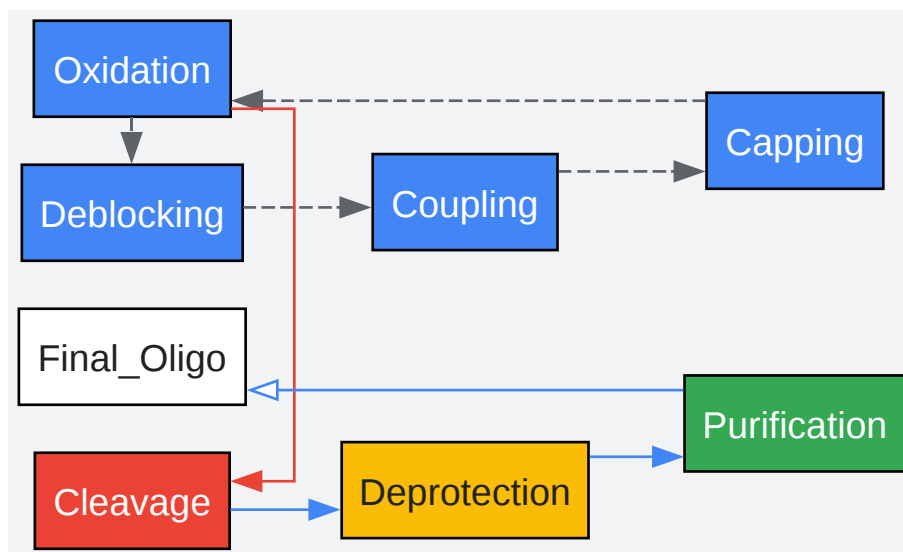 Oxidation
Capping
Deblocking
Coupling
Final_Oligo
Purification
Cleavage
Deprotection